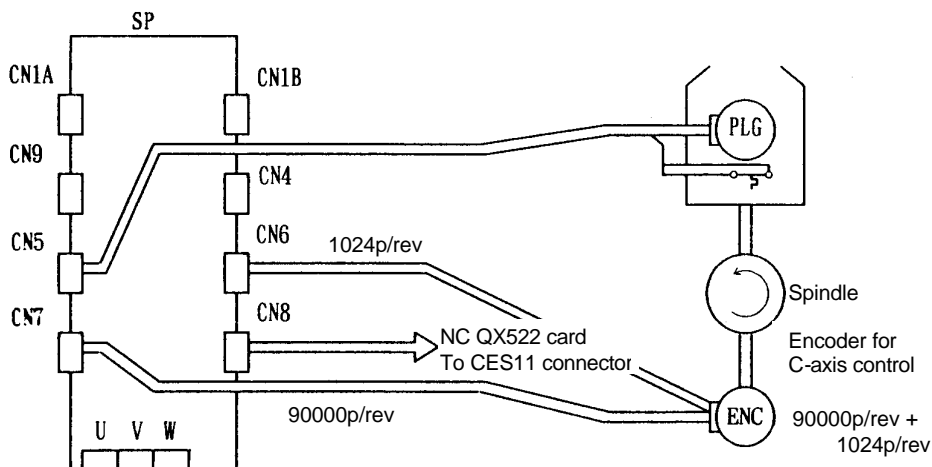 SP
CN1A
CN1B
PLG
CN9
CN4
CN5
CN6
1024p/rev
Spindle
CN7
CN8
NC QX522 card
To CES11 connector
Encoder for
C-axis control
90000p/rev
ENC
90000p/rev +
1024p/rev
U V W